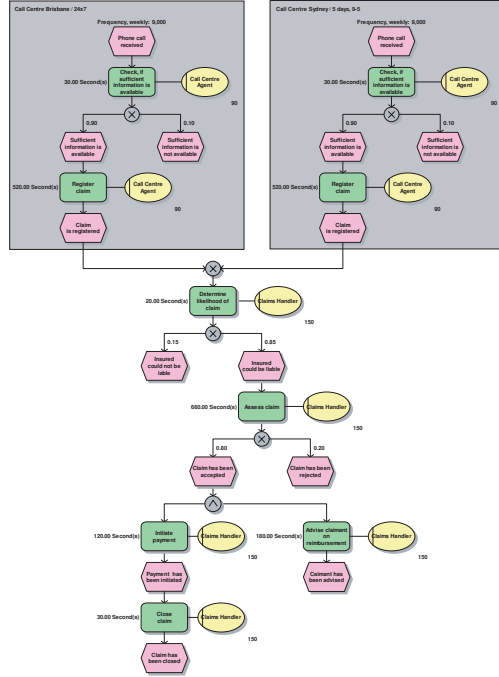 Call Centre Brisbane / 24x7
Frequency, weekly: 9,000
Phone call
received
30.00 Second(s)
Check, if
sufficient
information is
available
Call Centre
Agent
90
0.90
0.10
Sufficient
information is
available
Sufficient
information is
not available
520.00 Second(s)
Register
claim
Call Centre
Agent
90
Claim
is registered
Call Centre Sydney / 5 days, 9-5
Frequency, weekly: 9,000
Phone call
received
30.00 Second(s)
Check, if
sufficient
information is
available
Call Centre
Agent
90
0.90
0.10
Sufficient
information is
available
Sufficient
information is
not available
520.00 Second(s)
Register
claim
Call Centre
Agent
90
Claim
is registered
20.00 Second(s)
Determine
likelihood of
claim
Claims Handler
150
0.15
0.85
Insured
could not be
iable
Insured
could be liable
660.00 Second(s)
Assess claim
Claims Handler
150
0.80
0.20
Claim has been
accepted
Claim has been
rejected
120.00 Second(s)
Initiate
payment
Claims Handler
150
180.00 Second(s)
Advise claimant
on
reimbursement
Claims Handler
150
Payment has
been initiated
Caimant has
been advised
30.00 Second(s)
Close
claim
Claims Handler
150
Claim has
been closed